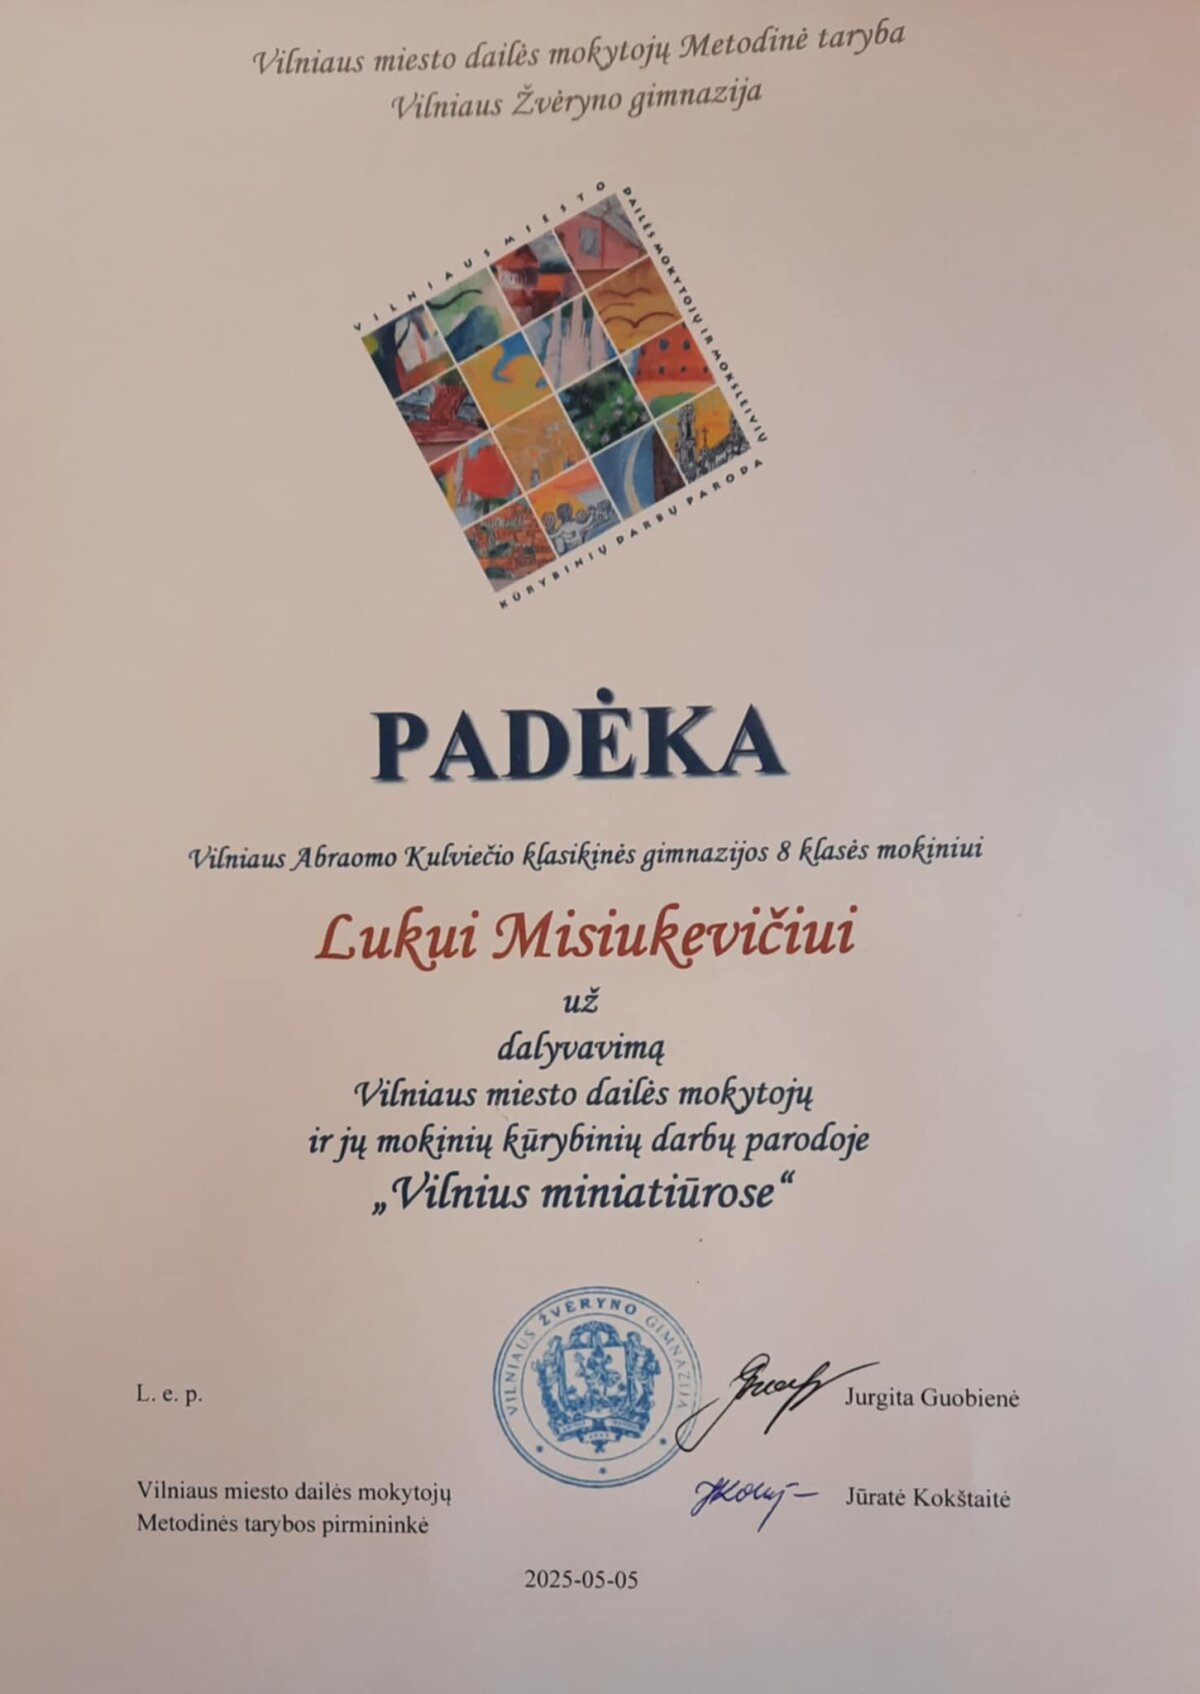 Vilniaus miesto dailės mokytojų Metodinė taryba
Vilniaus Žvėryno gimnazija
VILNIAUS MIESTO
DAILĖS MOKYTOJŲ IR MOKSLEIVIŲ
KŪRYBINIŲ DARBŲ PARODA
PADĖKA
Vilniaus Abraomo Kulviečio klasikinės gimnazijos 8 klasės mokiniui
Lukui Misiukevičiui
už
dalyvavimą
Vilniaus miesto dailės mokytojų
ir jų mokinių kūrybinių darbų parodoje
„Vilnius miniatiūrose“
VILNIAUS ŽVĖRYNO GIMNAZIJA
L. e. p.
Jurgita Guobienė
Vilniaus miesto dailės mokytojų
Metodinės tarybos pirmininkė
Jūratė Kokštaitė
2025-05-05